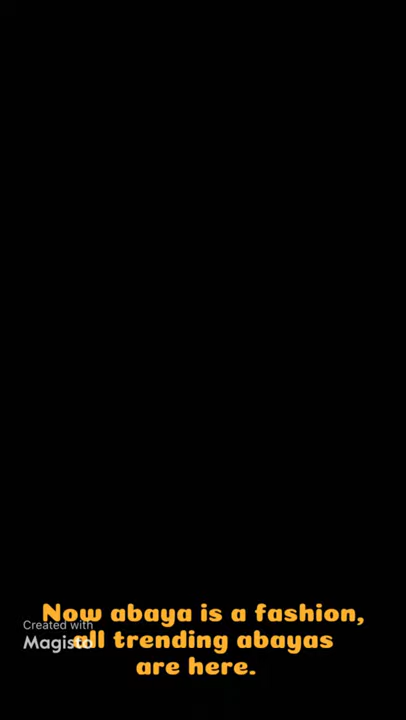 Now abaya is a fashion,
Created with
Magisto
all trending abayas
are here.